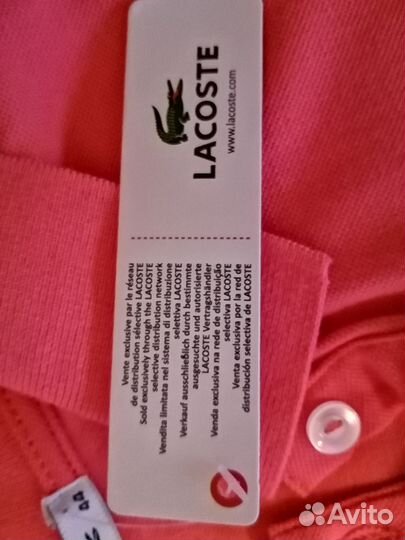 LACOSTE
www.lacoste.com
Vente exclusive par le réseau
de distribution sélective LACOSTE
Sold exclusively through the LACOSTE
selective distribution network
Vendita limitata nel sistema di distribuzione
selettiva LACOSTE
Verkauf ausschließlich durch bestimmte
ausgesuchte und autorisierte
LACOSTE Vertragshändler
Venda exclusiva na rede de distribuição
selectiva LACOSTE
Venta exclusiva por la red de
distribución selectiva de LACOSTE
44
Avito